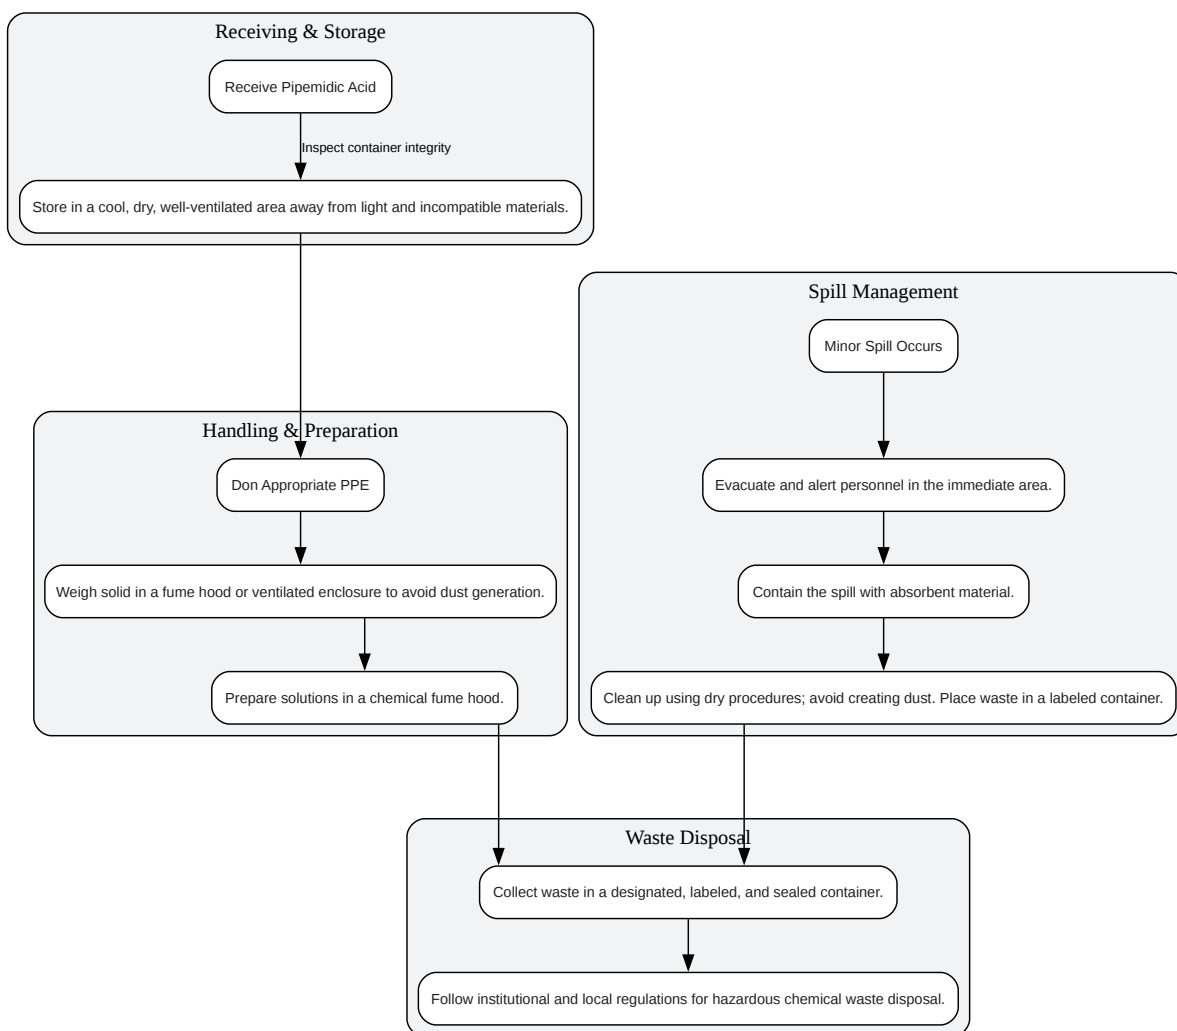 Receiving & Storage
Receive Pipemidic Acid
Inspect container integrity
Store in a cool, dry, well-ventilated area away from light and incompatible materials.
Handling & Preparation
Don Appropriate PPE
Weigh solid in a fume hood or ventilated enclosure to avoid dust generation.
Prepare solutions in a chemical fume hood.
Spill Management
Minor Spill Occurs
Evacuate and alert personnel in the immediate area.
Contain the spill with absorbent material.
Clean up using dry procedures; avoid creating dust. Place waste in a labeled container.
Waste Disposal
Collect waste in a designated, labeled, and sealed container.
Follow institutional and local regulations for hazardous chemical waste disposal.